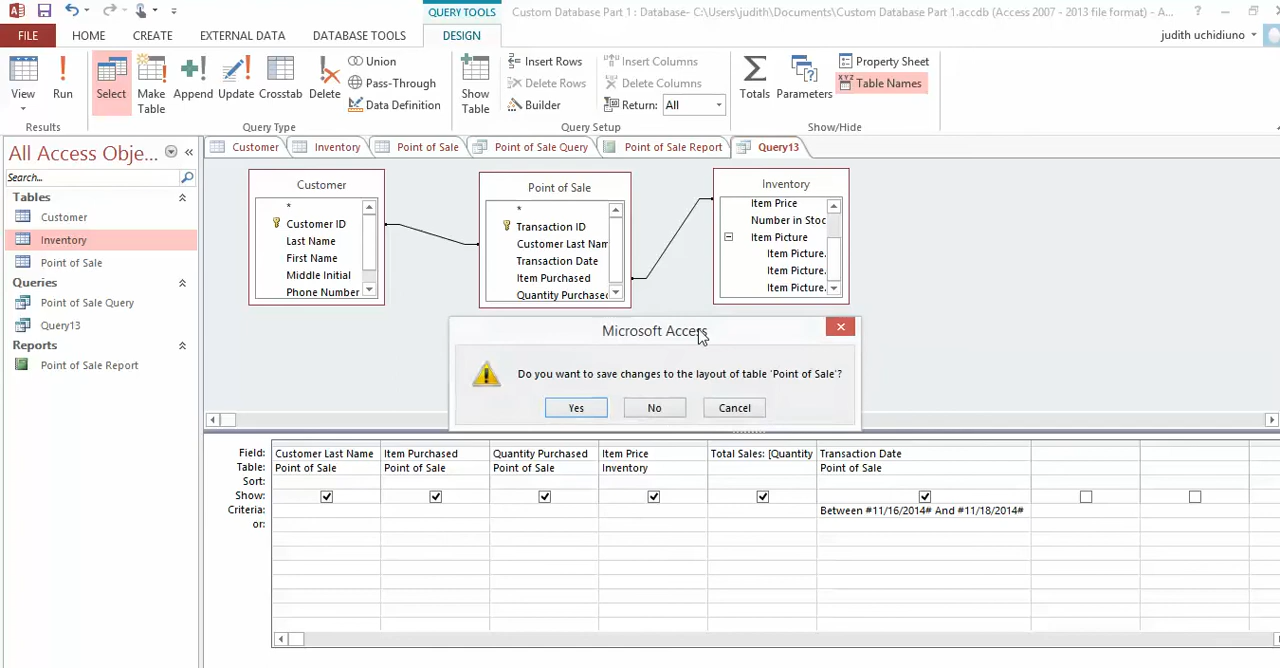 QUERY TOOLS
Custom Database Part 1 : Database- C:\Users\judith\Documents\Custom Database Part 1.accdb (Access 2007 - 2013 file format) - A...
FILE HOME CREATE EXTERNAL DATA DATABASE TOOLS DESIGN
judith uchidiuno
View
Run
Select
Make Table
Append
Update
Crosstab
Delete
Union
Pass-Through
Data Definition
Show Table
Insert Rows
Delete Rows
Builder
Insert Columns
Delete Columns
Return: All
Totals
Parameters
Property Sheet
Table Names
Results
Query Type
Query Setup
Show/Hide
All Access Obje...
Search...
Tables
Customer
Inventory
Point of Sale
Queries
Point of Sale Query
Query13
Reports
Point of Sale Report
Customer Inventory Point of Sale Point of Sale Query Point of Sale Report Query13
Customer
*
Customer ID
Last Name
First Name
Middle Initial
Phone Number
Point of Sale
*
Transaction ID
Customer Last Nam
Transaction Date
Item Purchased
Quantity Purchased
Inventory
Item Price
Number in Stoc
Item Picture
Item Picture.
Item Picture.
Item Picture.
Microsoft Access
Do you want to save changes to the layout of table 'Point of Sale'?
Yes No Cancel
Field: Customer Last Name Item Purchased Quantity Purchased Item Price Total Sales: [Quantity Transaction Date
Table: Point of Sale Point of Sale Point of Sale Inventory Point of Sale
Sort:
Show:
Criteria: Between #11/16/2014# And #11/18/2014#
or: